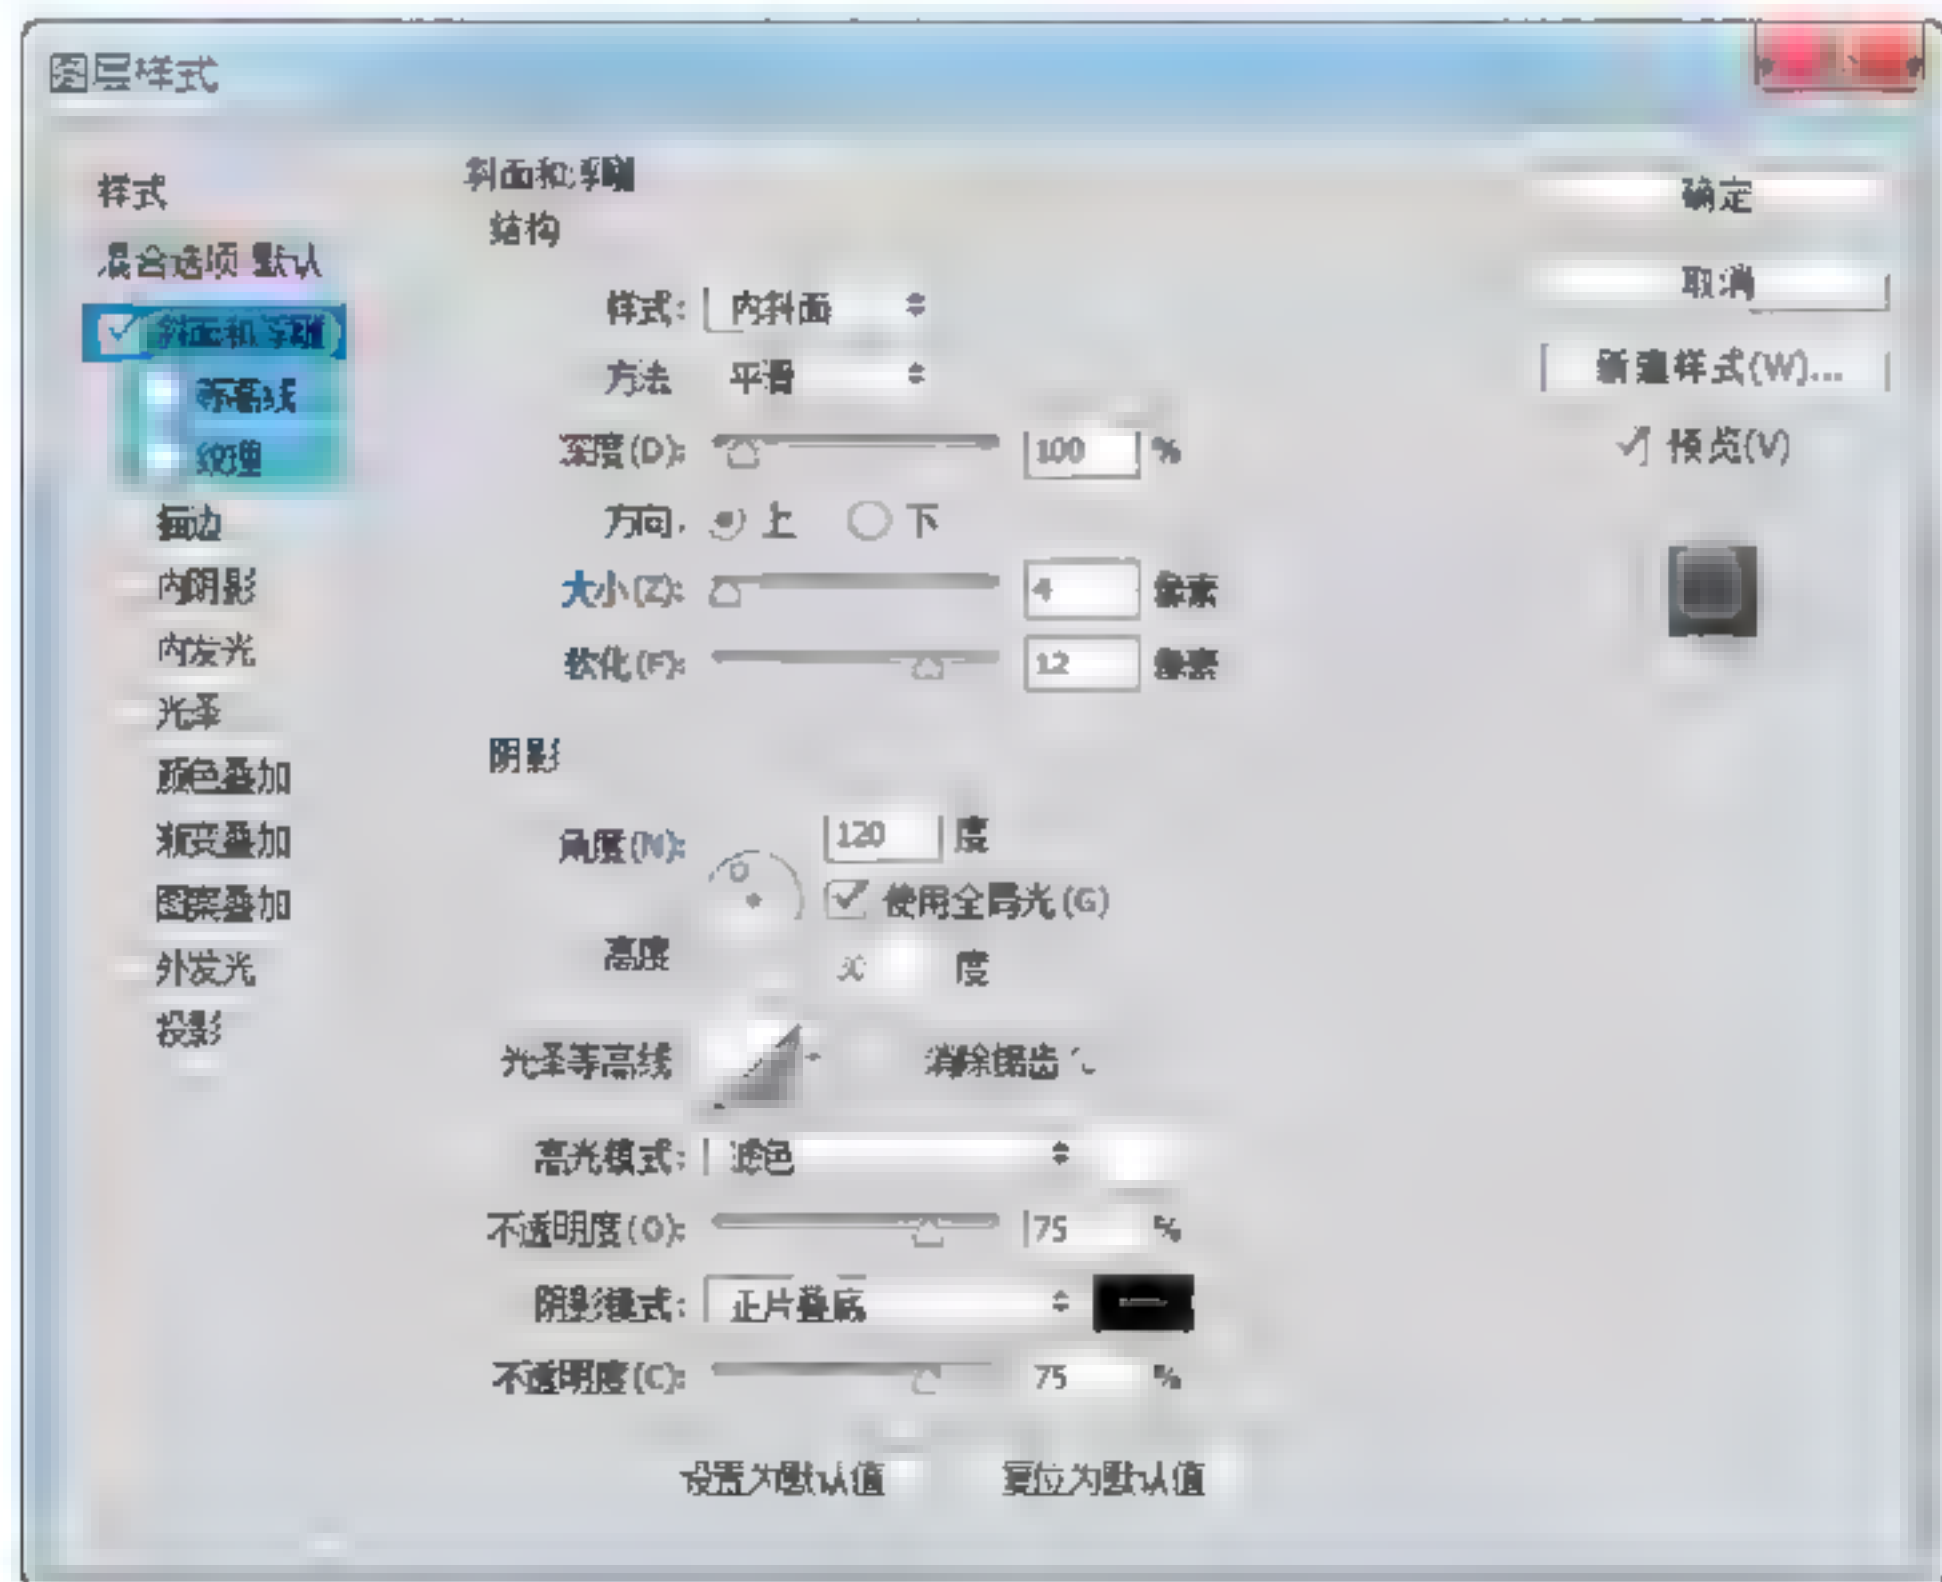 图层样式
样式
混合选项 默认
斜面和浮雕
等高线
纹理
描边
内阴影
内发光
光泽
颜色叠加
渐变叠加
图案叠加
外发光
投影
斜面和浮雕
结构
样式: 内斜面
方法 平滑
深度(D): 100 %
方向: 上 下
大小(Z): 4 像素
软化(F): 12 像素
阴影
角度(N): 120 度
使用全局光(G)
高度 度
光泽等高线 消除锯齿
高光模式: 滤色
不透明度(O): 75 %
阴影模式: 正片叠底
不透明度(C): 75 %
设置为默认值 复位为默认值
确定
取消
新建样式(W)...
预览(V)